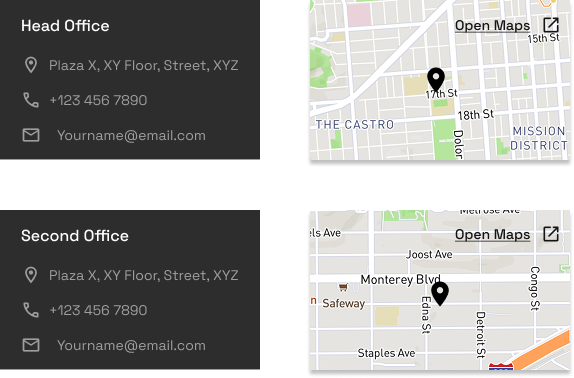 Head Office
Plaza X, XY Floor, Street, XYZ
+123 456 7890
Yourname@email.com
Open Maps
15th St
17th St
18th St
THE CASTRO
Dolor
MISSION
DISTRICT
Second Office
Plaza X, XY Floor, Street, XYZ
+123 456 7890
Yourname@email.com
Melrose Ave
els Ave
Open Maps
Joost Ave
Monterey Blvd
Congo St
n
Safeway
Edna St
Detroit St
Staples Ave